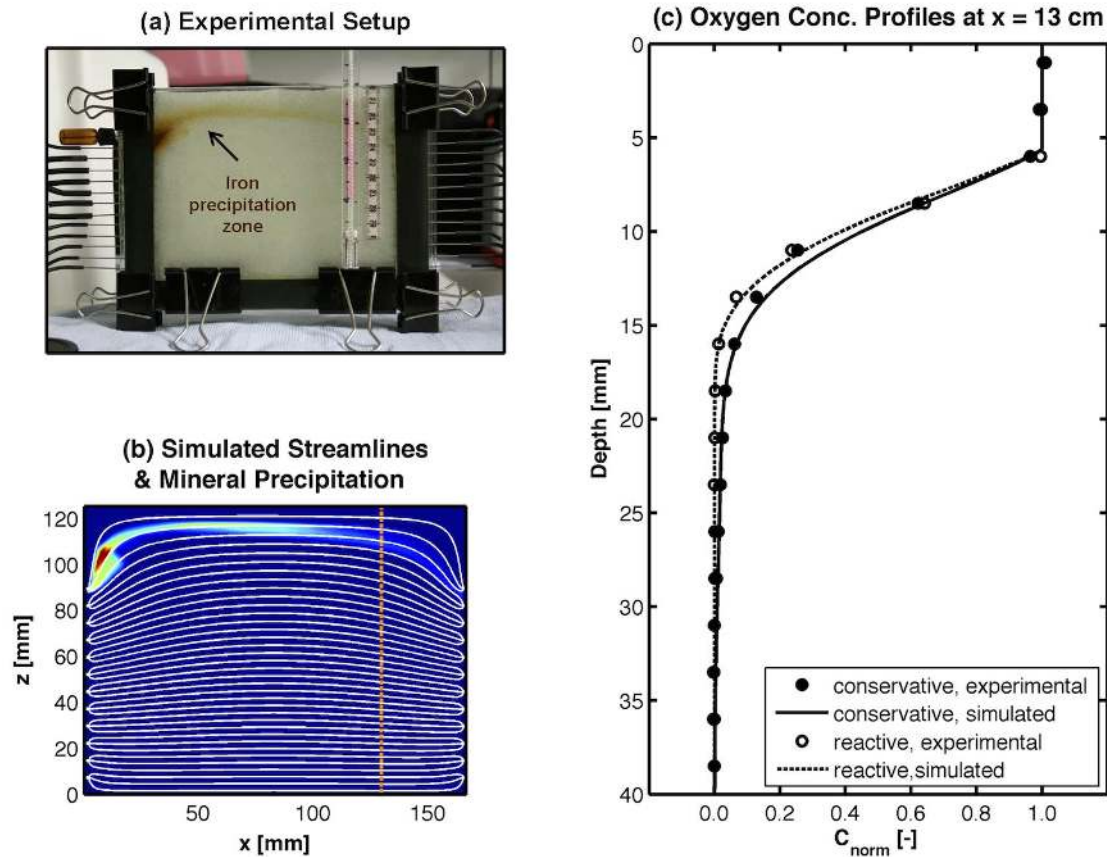 (a) Experimental Setup
Iron
precipitation
zone
(b) Simulated Streamlines
& Mineral Precipitation
120
100
80
60
40
20
0
z [mm]
50
100
150
x [mm]
(c) Oxygen Conc. Profiles at x = 13 cm
0
5
10
15
20
26
30
35
40
Depth [mm]
0.0
0.2
0.4
0.6
0.8
1.0
C_norm [-]
conservative, experimental
conservative, simulated
reactive, experimental
reactive,simulated